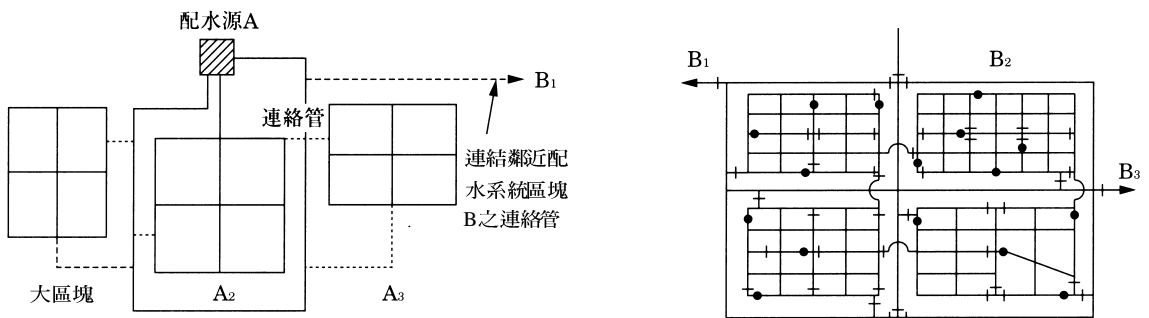 配水源A
B₁
連絡管
連結鄰近配
水系統區塊
B之連絡管
大區塊
A₂
A₃
B₁
B₂
B₃